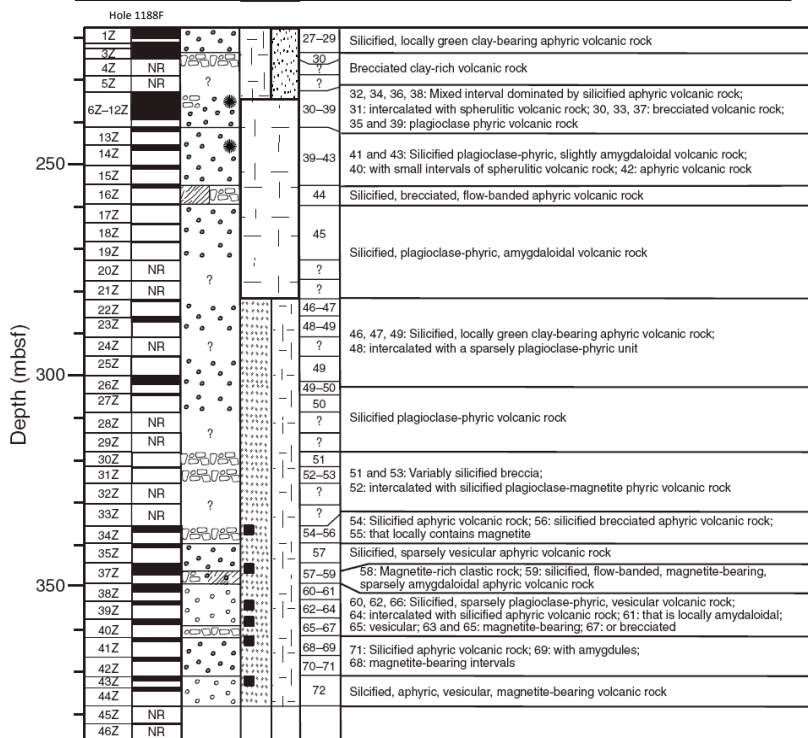 Hole 1188F
1Z 27–29 Silicified, locally green clay-bearing aphyric volcanic rock
3Z 30
4Z NR ? ? Brecciated clay-rich volcanic rock
5Z NR ?
32, 34, 36, 38: Mixed interval dominated by silicified aphyric volcanic rock;
6Z–12Z 30–39 31: intercalated with spherulitic volcanic rock; 30, 33, 37: brecciated volcanic rock;
35 and 39: plagioclase phyric volcanic rock
13Z
14Z 39–43 41 and 43: Silicified plagioclase-phyric, slightly amygdaloidal volcanic rock;
250 40: with small intervals of spherulitic volcanic rock; 42: aphyric volcanic rock
15Z
16Z 44 Silicified, brecciated, flow-banded aphyric volcanic rock
17Z
18Z 45
19Z Silicified, plagioclase-phyric, amygdaloidal volcanic rock
20Z NR ? ?
21Z NR ?
22Z 46–47
23Z 48–49 46, 47, 49: Silicified, locally green clay-bearing aphyric volcanic rock;
24Z NR ? ? 48: intercalated with a sparsely plagioclase-phyric unit
25Z 49
Depth (mbsf)
300
26Z 49–50
27Z 50
28Z NR ? Silicified plagioclase-phyric volcanic rock
29Z NR ? ?
30Z 51
31Z 52–53 51 and 53: Variably silicified breccia;
32Z NR ? ? 52: intercalated with silicified plagioclase-magnetite phyric volcanic rock
33Z NR ?
54: Silicified aphyric volcanic rock; 56: silicified brecciated aphyric volcanic rock;
34Z 54–56 55: that locally contains magnetite
35Z 57 Silicified, sparsely vesicular aphyric volcanic rock
37Z 57–59 58: Magnetite-rich clastic rock; 59: silicified, flow-banded, magnetite-bearing,
350 sparsely amygdaloidal aphyric volcanic rock
38Z 60–61 60, 62, 66: Silicified, sparsely plagioclase-phyric, vesicular volcanic rock;
39Z 62–64 64: intercalated with silicified aphyric volcanic rock; 61: that is locally amydaloidal;
40Z 65–67 65: vesicular; 63 and 65: magnetite-bearing; 67: or brecciated
41Z 68–69 71: Silicified aphyric volcanic rock; 69: with amygdules;
42Z 70–71 68: magnetite-bearing intervals
43Z
44Z 72 Silcified, aphyric, vesicular, magnetite-bearing volcanic rock
45Z NR
46Z NR